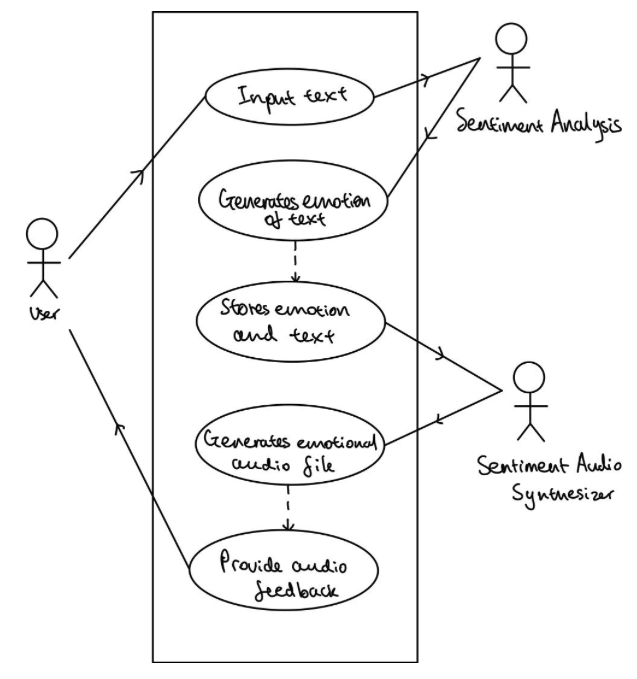 Input text
Sentiment Analysis
Generates emotion
of text
User
Stores emotion
and text
Generates emotional
audio file
Sentiment Audio
Synthesizer
Provide audio
feedback